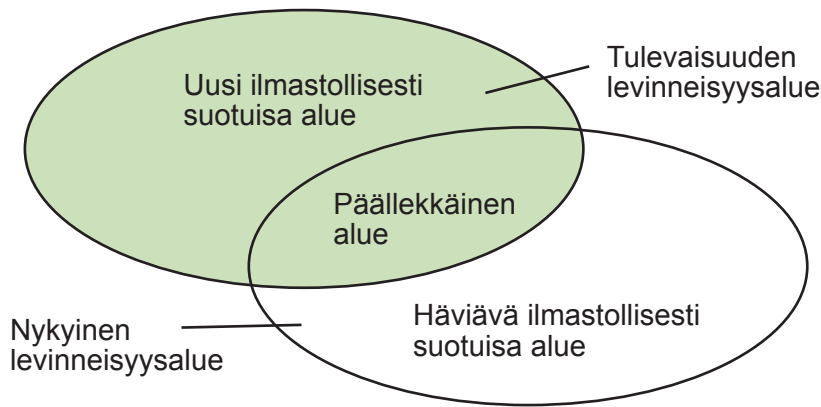 Tulevaisuuden
levinneisyysalue
Uusi ilmastollisesti
suotuisa alue
Päällekkäinen
alue
Häviävä ilmastollisesti
suotuisa alue
Nykyinen
levinneisyysalue